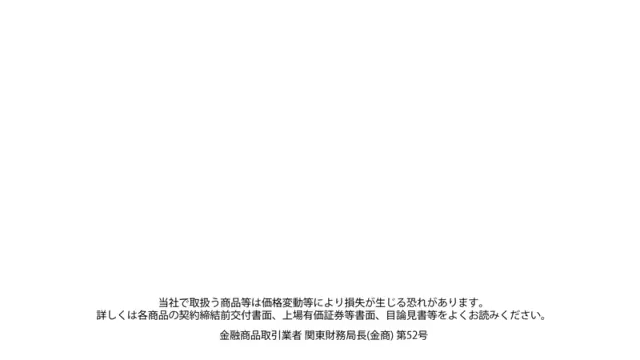 当社で取扱う商品等は価格変動等により損失が生じる恐れがあります。
詳しくは各商品の契約締結前交付書面、上場有価証券等書面、目論見書等をよくお読みください。
金融商品取引業者 関東財務局長(金商) 第52号